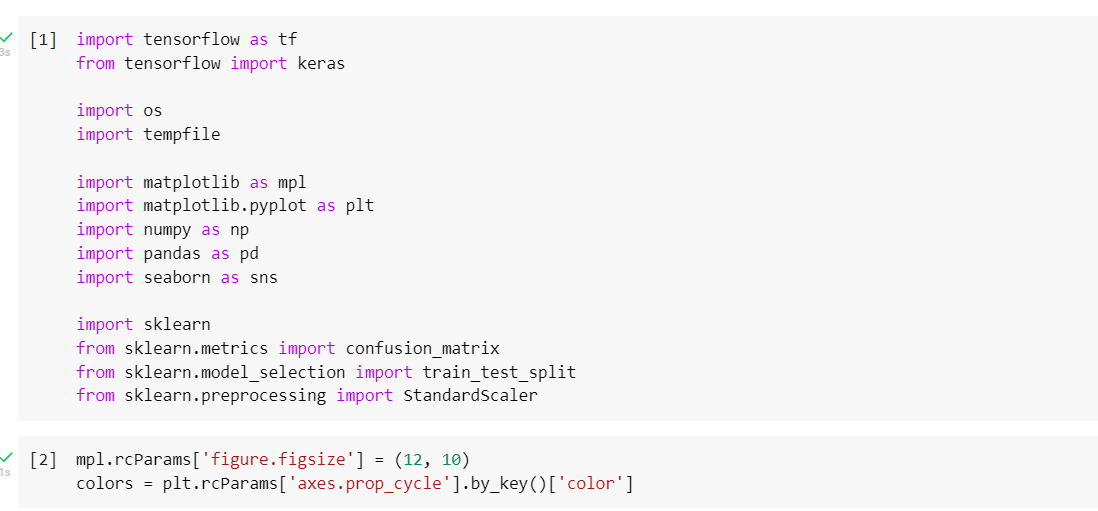 [1] import tensorflow as tf
3s from tensorflow import keras
import os
import tempfile
import matplotlib as mpl
import matplotlib.pyplot as plt
import numpy as np
import pandas as pd
import seaborn as sns
import sklearn
from sklearn.metrics import confusion_matrix
from sklearn.model_selection import train_test_split
from sklearn.preprocessing import StandardScaler
[2] mpl.rcParams['figure.figsize'] = (12, 10)
1s colors = plt.rcParams['axes.prop_cycle'].by_key()['color']